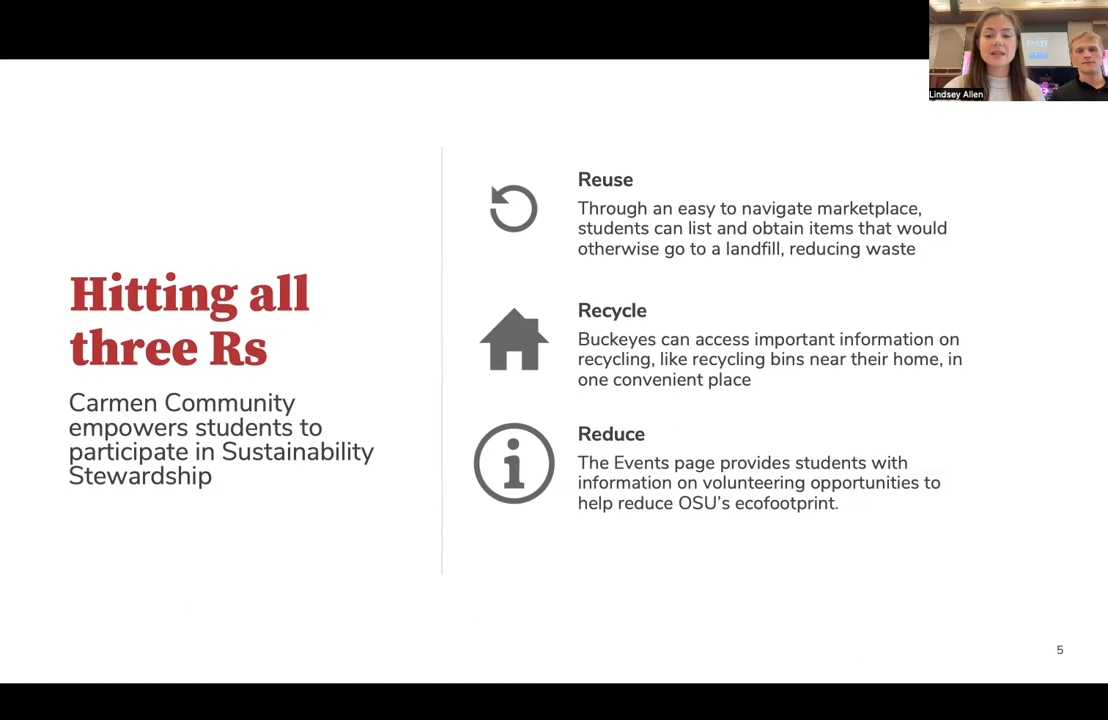 Lindsey Allen
Hitting all
three Rs
Carmen Community
empowers students to
participate in Sustainability
Stewardship
Reuse
Through an easy to navigate marketplace,
students can list and obtain items that would
otherwise go to a landfill, reducing waste
Recycle
Buckeyes can access important information on
recycling, like recycling bins near their home, in
one convenient place
Reduce
The Events page provides students with
information on volunteering opportunities to
help reduce OSU's ecofootprint.
5